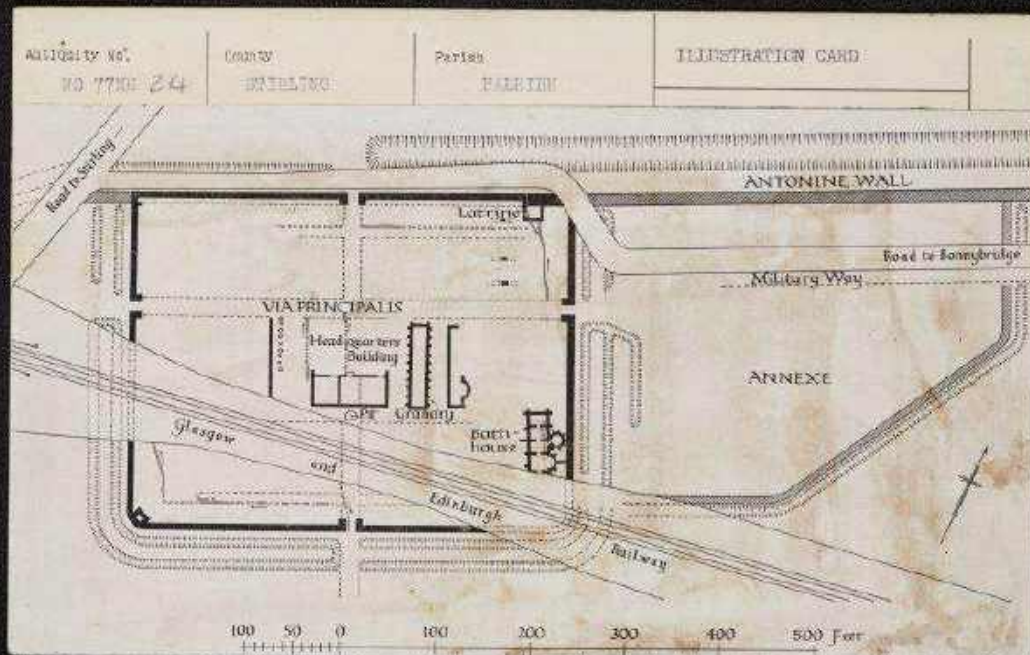 Antiquity No.
24
County
STIRLING
Parish
FALKIRK
ILLUSTRATION CARD
Road to Stirling
ANTONINE WALL
Latrine
Road to Bonnybridge
Military Way
VIA PRINCIPALIS
Headquarters
Building
ANNEXE
Pit
Granary
Bath
house
Glasgow
and
Edinburgh
Railway
100 50 0 100 200 300 400 500 Feet